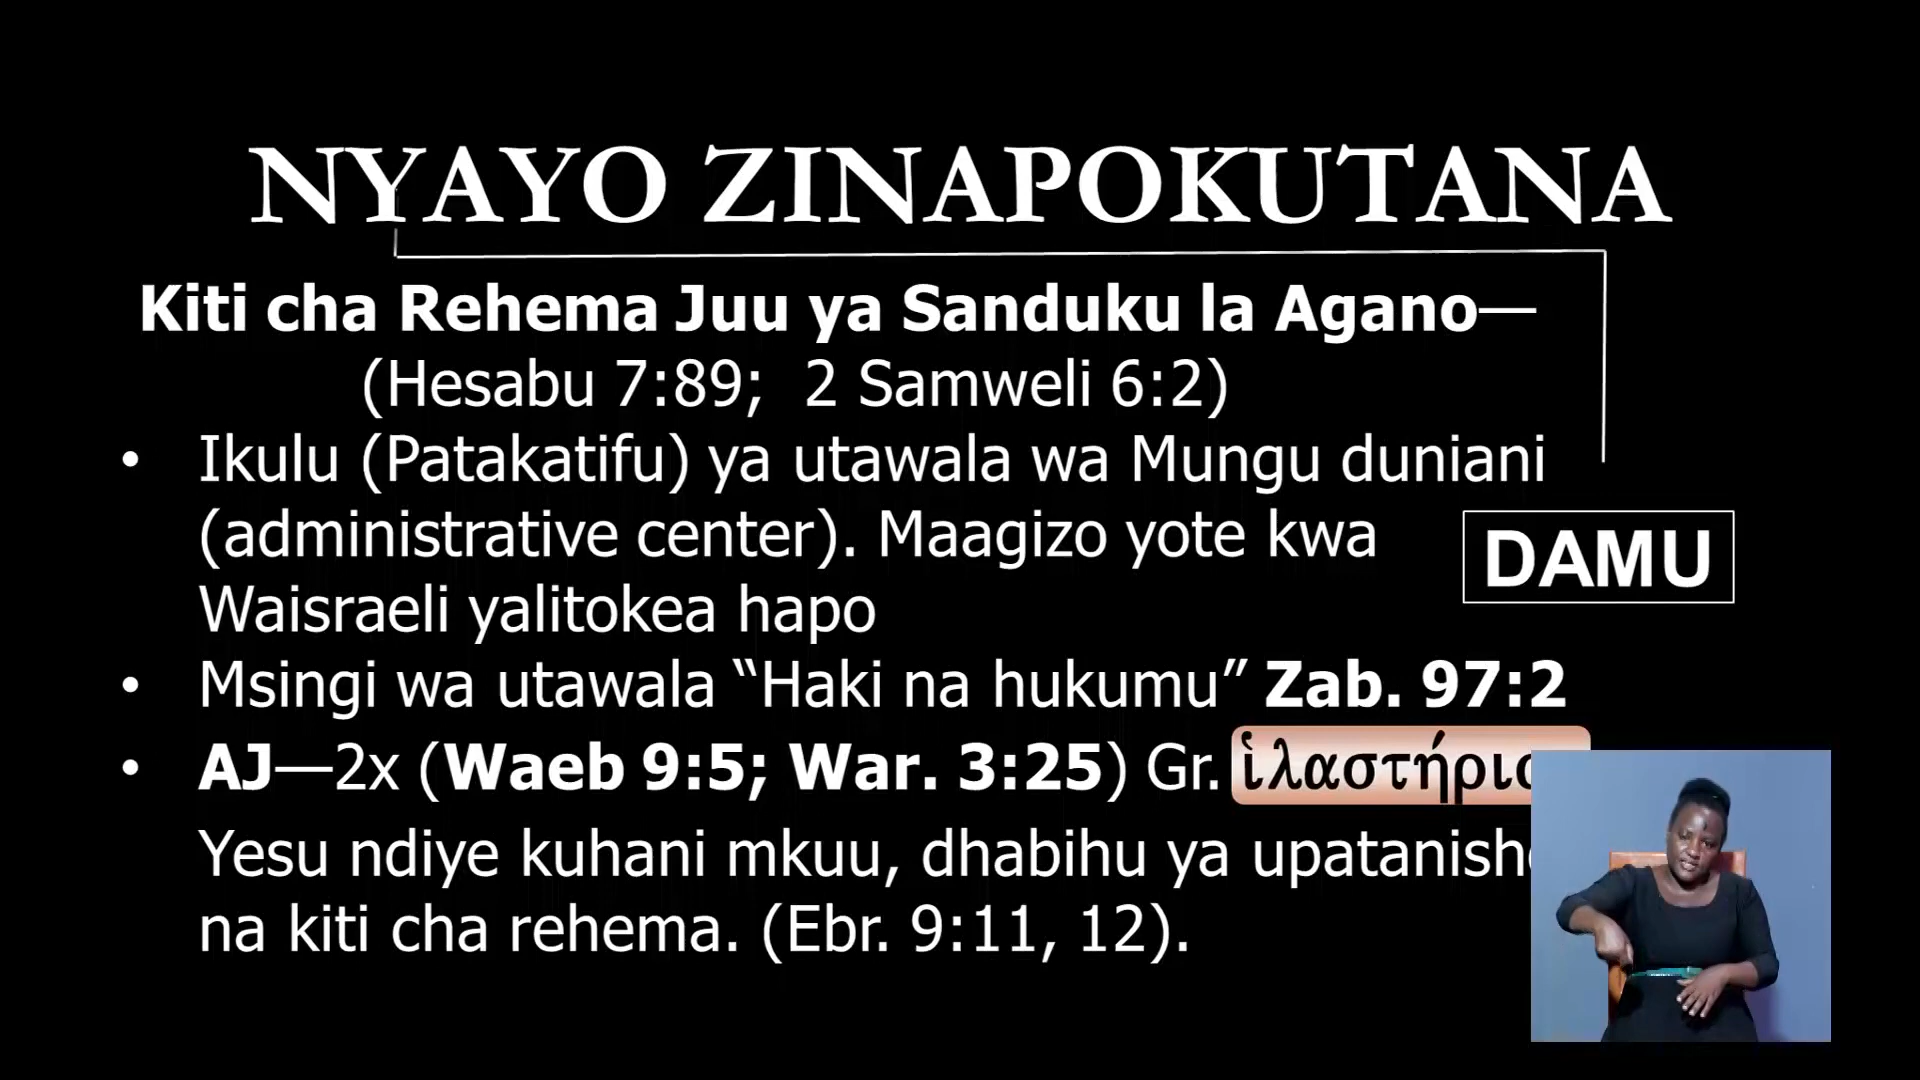 NYAYO ZINAPOKUTANA
Kiti cha Rehema Juu ya Sanduku la Agano—
(Hesabu 7:89; 2 Samweli 6:2)
• Ikulu (Patakatifu) ya utawala wa Mungu duniani
(administrative center). Maagizo yote kwa
Waisraeli yalitokea hapo
DAMU
• Msingi wa utawala “Haki na hukumu” Zab. 97:2
• AJ—2x (Waeb 9:5; War. 3:25) Gr.
Yesu ndiye kuhani mkuu, dhabihu ya
na kiti cha rehema. (Ebr. 9:11, 12).